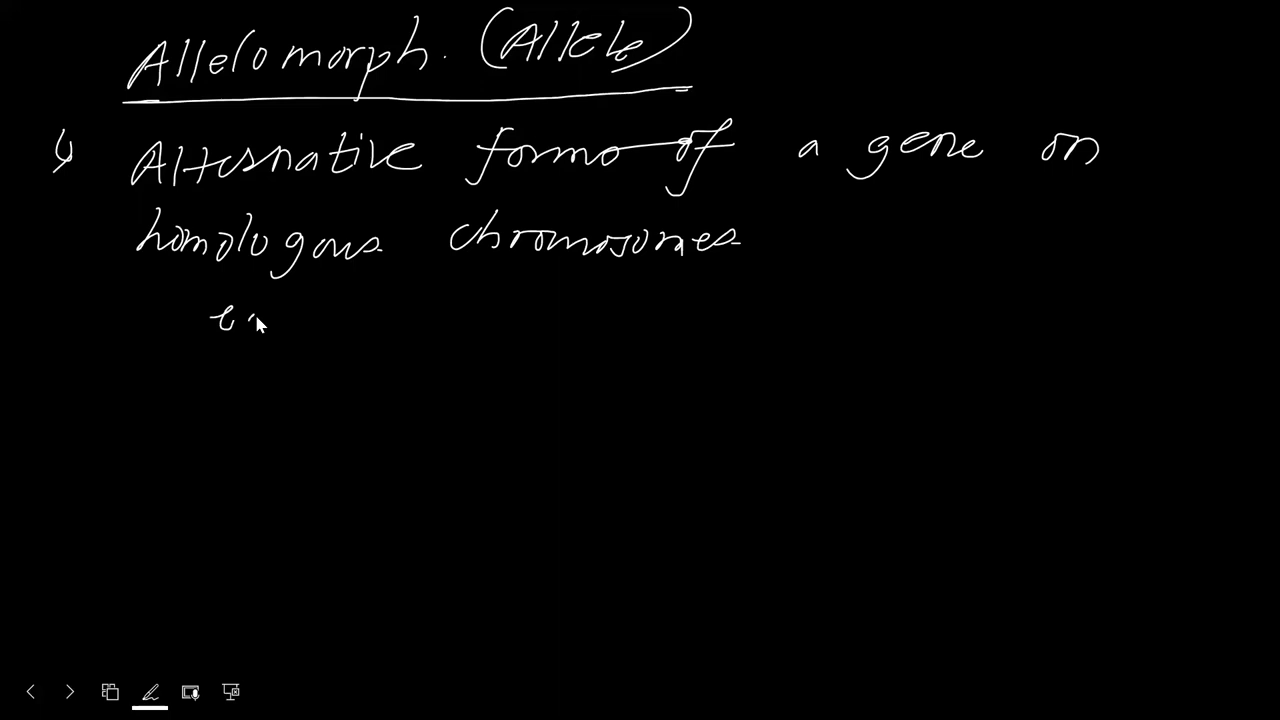 Allelomorph. (Allele)
↳ Alternative forms of a gene on
homologous chromosomes
e